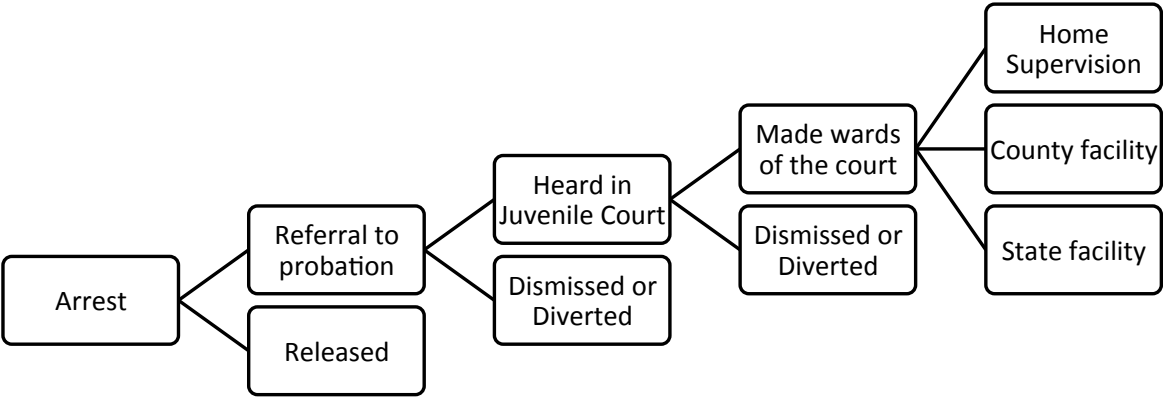 Home
Supervision
Made wards
of the court
County facility
Heard in
Juvenile Court
Referral to
probation
Dismissed or
Diverted
State facility
Arrest
Dismissed or
Diverted
Released